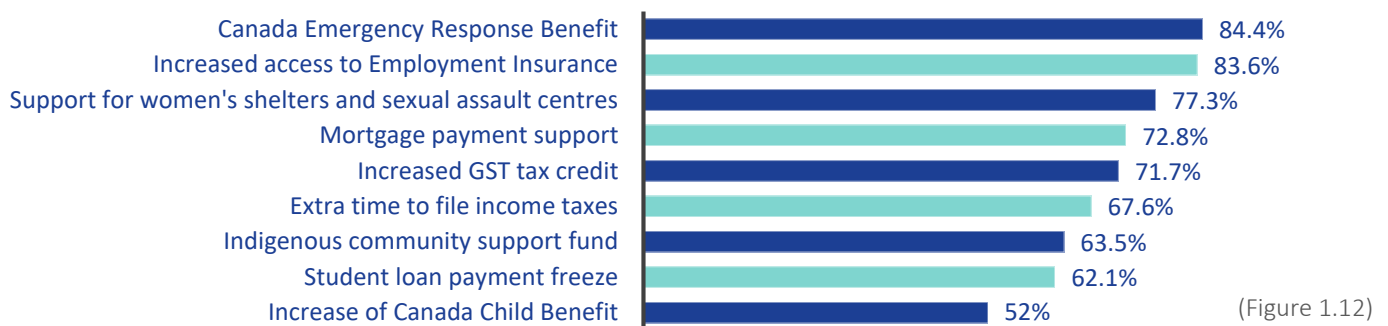 Canada Emergency Response Benefit 84.4%
Increased access to Employment Insurance 83.6%
Support for women's shelters and sexual assault centres 77.3%
Mortgage payment support 72.8%
Increased GST tax credit 71.7%
Extra time to file income taxes 67.6%
Indigenous community support fund 63.5%
Student loan payment freeze 62.1%
Increase of Canada Child Benefit 52% (Figure 1.12)